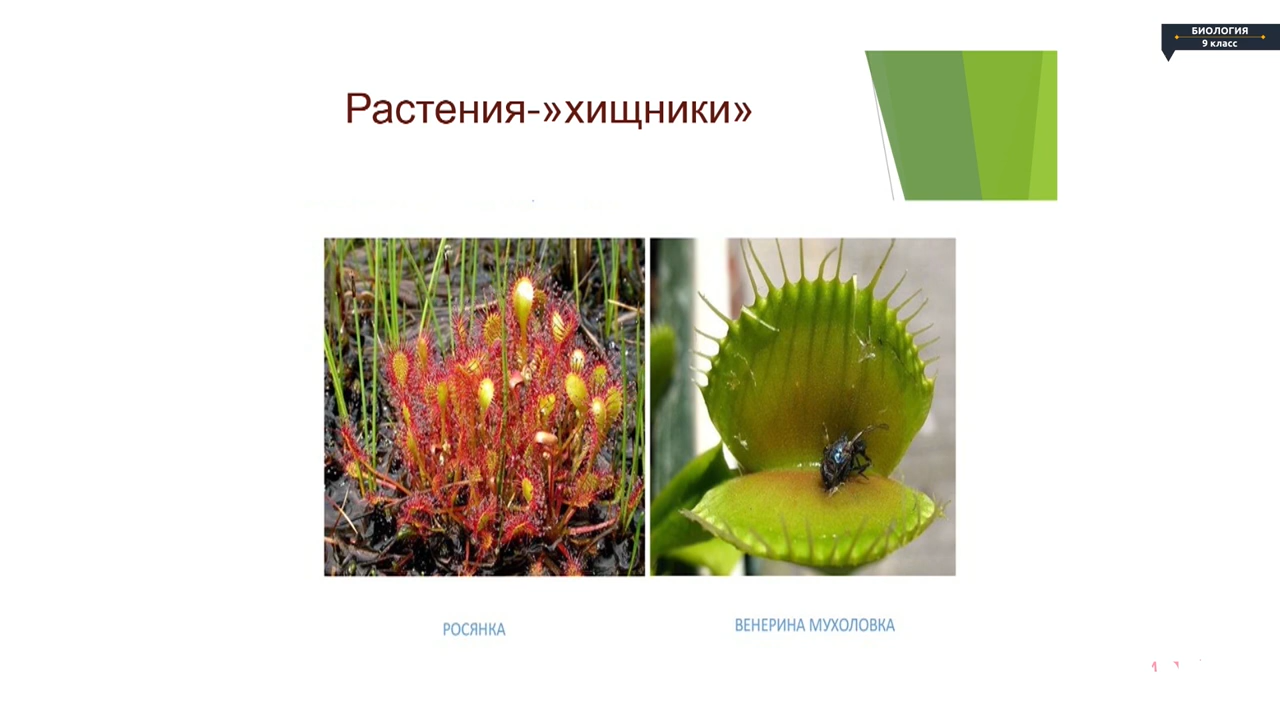 БИОЛОГИЯ
9 класс
Растения-»хищники»
РОСЯНКА
ВЕНЕРИНА МУХОЛОВКА